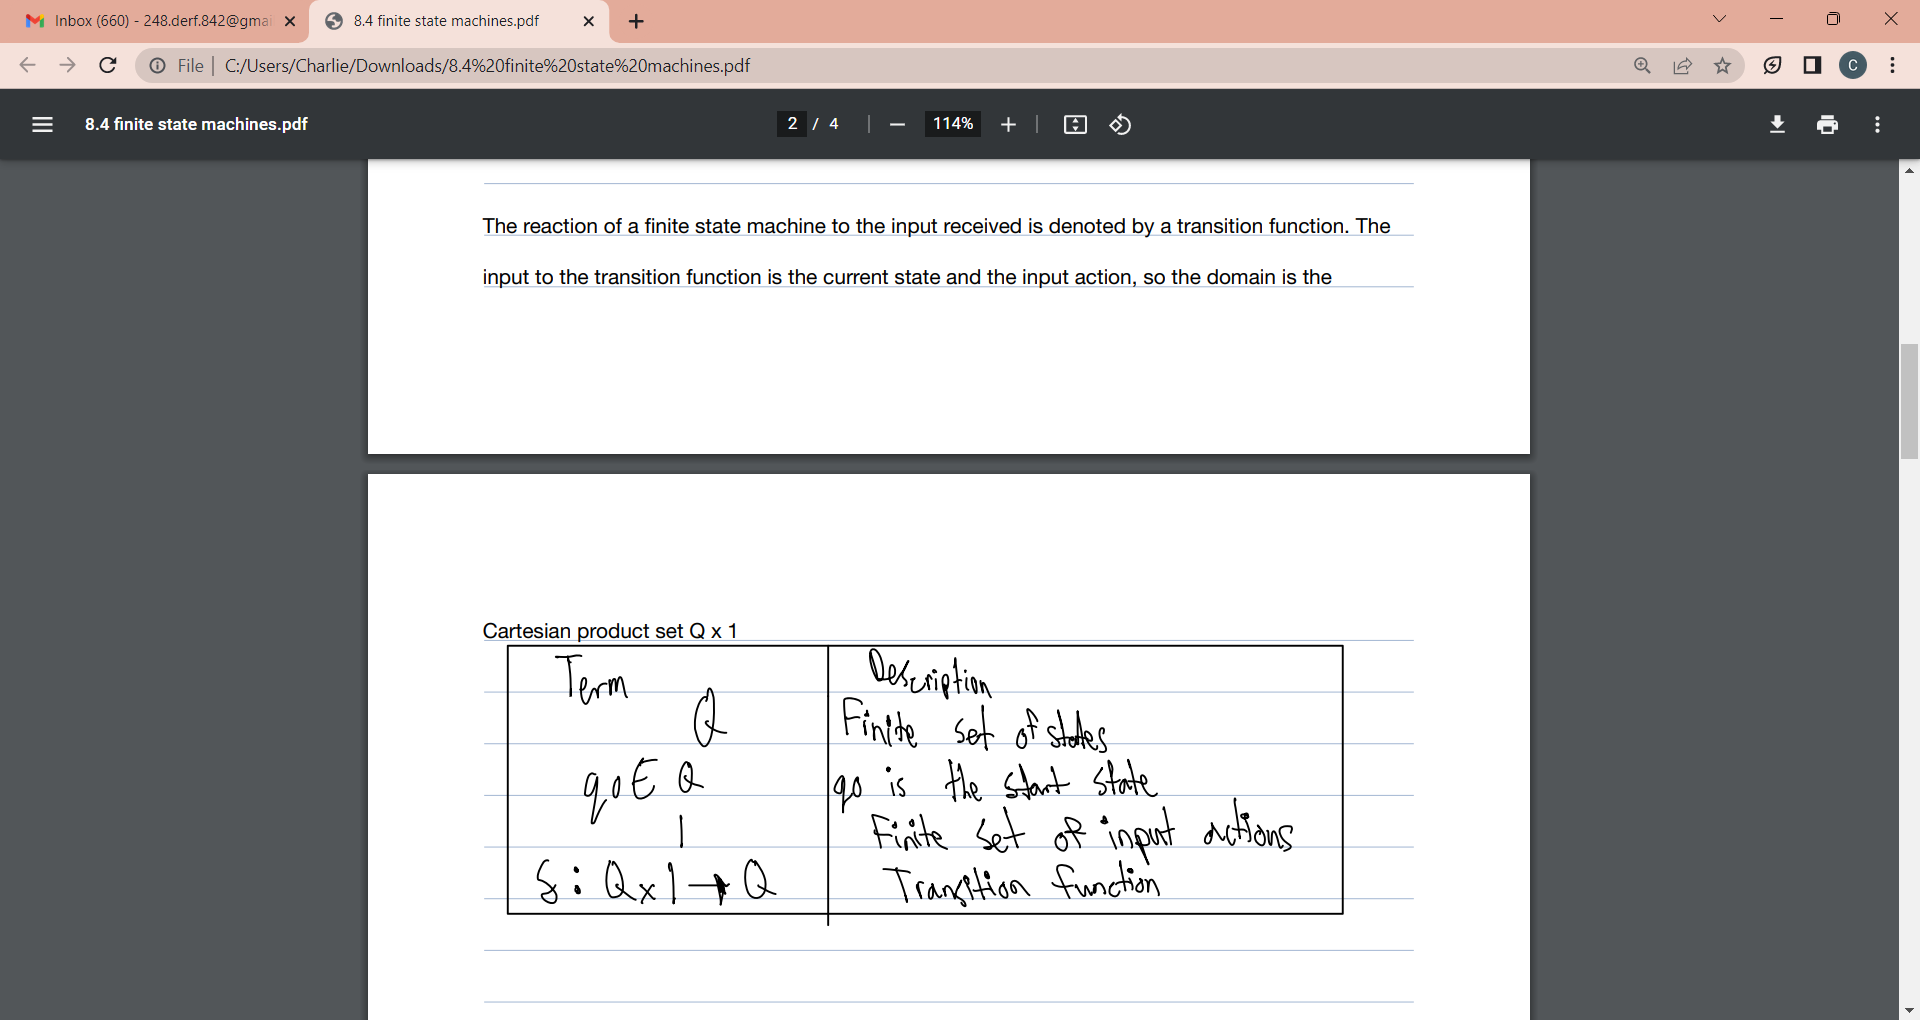 Inbox (660) - 248.derf.842@gmai
8.4 finite state machines.pdf
File | C:/Users/Charlie/Downloads/8.4%20finite%20state%20machines.pdf
C
8.4 finite state machines.pdf
2 / 4
114%
The reaction of a finite state machine to the input received is denoted by a transition function. The
input to the transition function is the current state and the input action, so the domain is the
Cartesian product set Q x 1
Term Description
Q Finite set of states
q0 ∈ Q q0 is the start state
I Finite set of input actions
δ: Q x I → Q Transition function